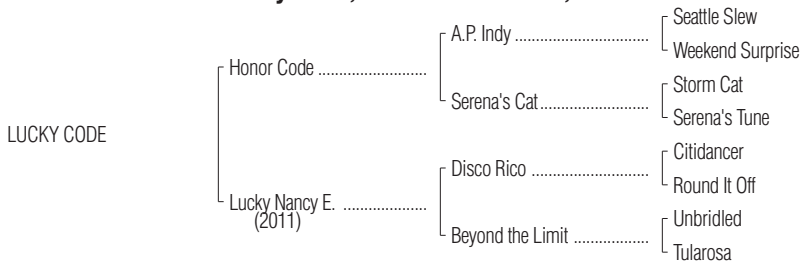 A.P. Indy
Seattle Slew
Weekend Surprise
Honor Code
Serena's Cat
Storm Cat
Serena's Tune
LUCKY CODE
Disco Rico
Citidancer
Round It Off
Lucky Nancy E.
(2011)
Beyond the Limit
Unbridled
Tularosa